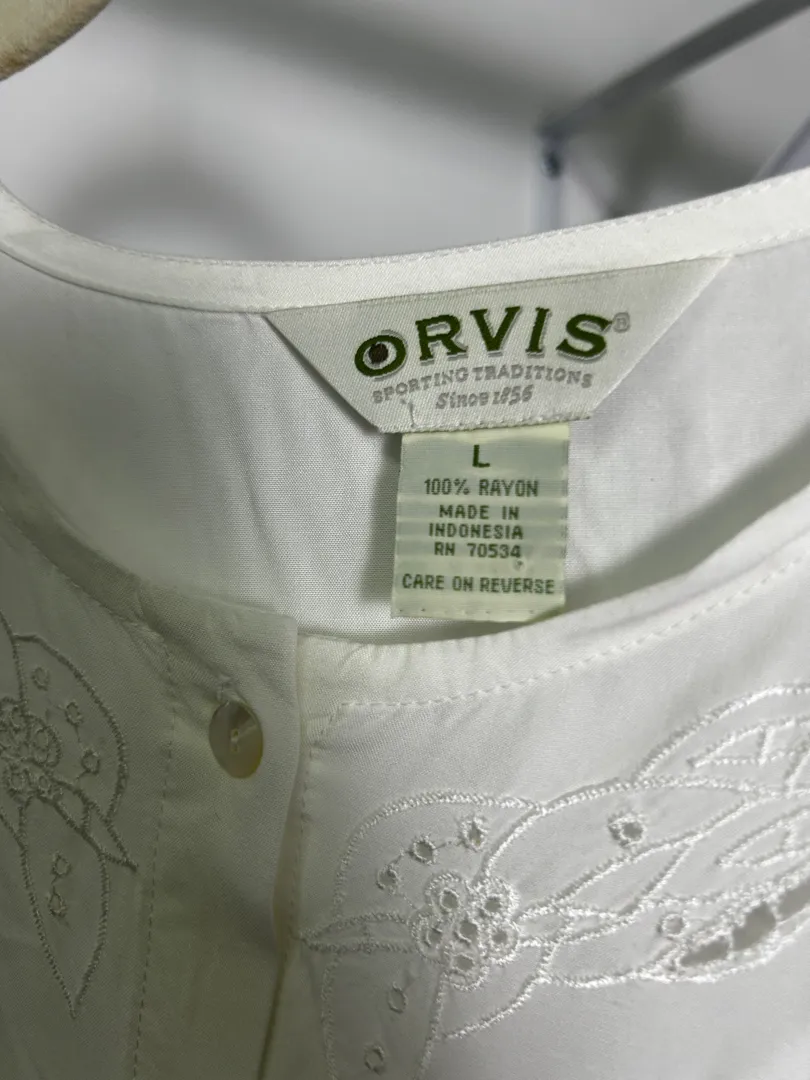 ORVIS®
SPORTING TRADITIONS
Since 1856
L
100% RAYON
MADE IN
INDONESIA
RN 70534
CARE ON REVERSE